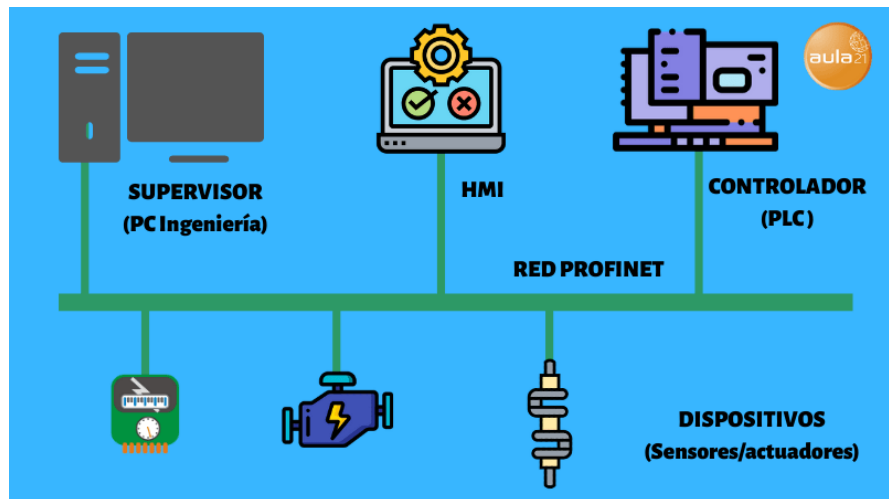 aula21
SUPERVISOR
(PC Ingeniería)
HMI
CONTROLADOR
(PLC)
RED PROFINET
DISPOSITIVOS
(Sensores/actuadores)